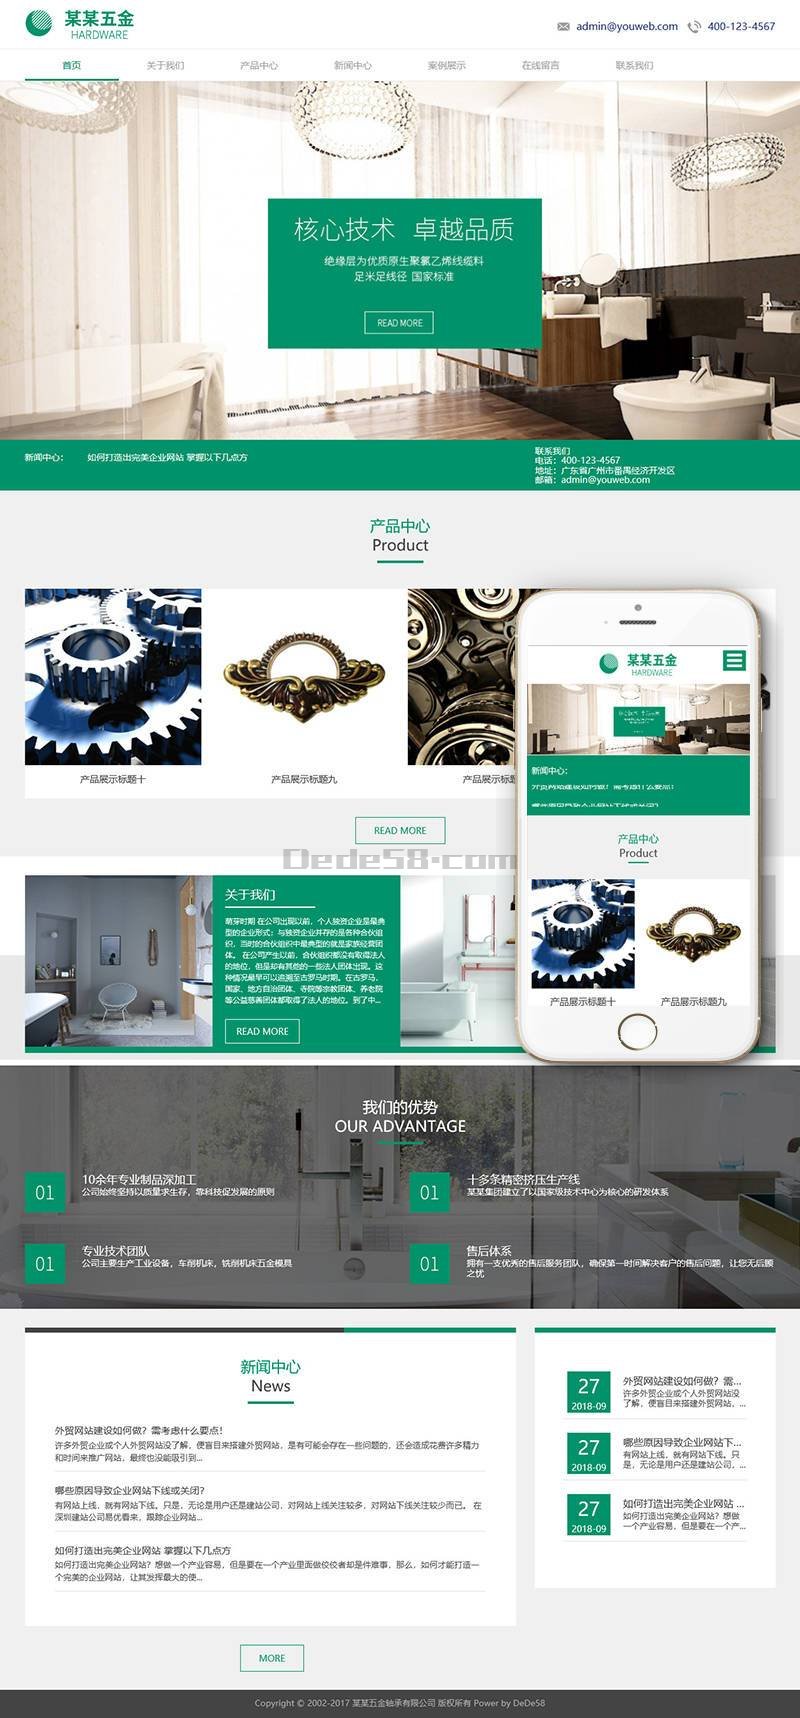 某某五金
HARDWARE
admin@youweb.com 400-123-4567
首页 关于我们 产品中心 新闻中心 案例展示 在线留言 联系我们
核心技术 卓越品质
绝缘层为优质原生聚氯乙烯线缆料
足米足线径 国家标准
READ MORE
新闻中心: 如何打造出完美企业网站 掌握以下几点方
联系我们
电话：400-123-4567
地址：广东省广州市番禺经济开发区
邮箱：admin@youweb.com
产品中心
Product
产品展示标题十
产品展示标题九
产品展示标题
READ MORE
Dede58.com
关于我们
萌芽时期 在公司出现以前，个人独资企业是最典
型的企业形式；与独资企业并存的是各种合伙组
织，当时的合伙组织中最典型的就是家族经营团
体。 在公司产生以前，合伙组织都没有取得法人
的地位，但是却有其他的一些法人团体出现。这
种情况最早可以追溯至古罗马时期。在古罗马，
国家、地方自治团体、寺院等宗教团体、养老院
等公益慈善团体都取得了法人的地位。到了中...
READ MORE
某某五金
HARDWARE
新闻中心:
外贸网站建设如何做？需考虑什么要点！
产品中心
Product
产品展示标题十
产品展示标题九
我们的优势
OUR ADVANTAGE
01
10余年专业制品深加工
公司始终坚持以质量求生存，靠科技促发展的原则
01
十多条精密挤压生产线
某某集团建立了以国家级技术中心为核心的研发体系
01
专业技术团队
公司主要生产工业设备，车削机床，铣削机床五金模具
01
售后体系
拥有一支优秀的售后服务团队，确保第一时间解决客户的售后问题，让您无后顾
之忧
新闻中心
News
外贸网站建设如何做？需考虑什么要点！
许多外贸企业或个人外贸网站没了解，便盲目来搭建外贸网站，是有可能会存在一些问题的，还会造成花费许多精力
和时间来推广网站，最终也没能吸引到...
哪些原因导致企业网站下线或关闭?
有网站上线，就有网站下线。只是，无论是用户还是建站公司，对网站上线关注较多，对网站下线关注较少而已。 在
深圳建站公司易优看来，跟踪企业网站...
如何打造出完美企业网站 掌握以下几点方
如何打造出完美企业网站？想做一个产业容易，但是要在一个产业里面做佼佼者却是件难事，那么，如何才能打造一
个完美的企业网站，让其发挥最大的使...
MORE
27
2018-09
外贸网站建设如何做？需...
许多外贸企业或个人外贸网站没
了解，便盲目来搭建外贸网站，...
27
2018-09
哪些原因导致企业网站下...
有网站上线，就有网站下线。只
是，无论是用户还是建站公司，...
27
2018-09
如何打造出完美企业网站 ...
如何打造出完美企业网站？想做
一个产业容易，但是要在一个产...
Copyright © 2002-2017 某某五金轴承有限公司 版权所有 Power by DeDe58